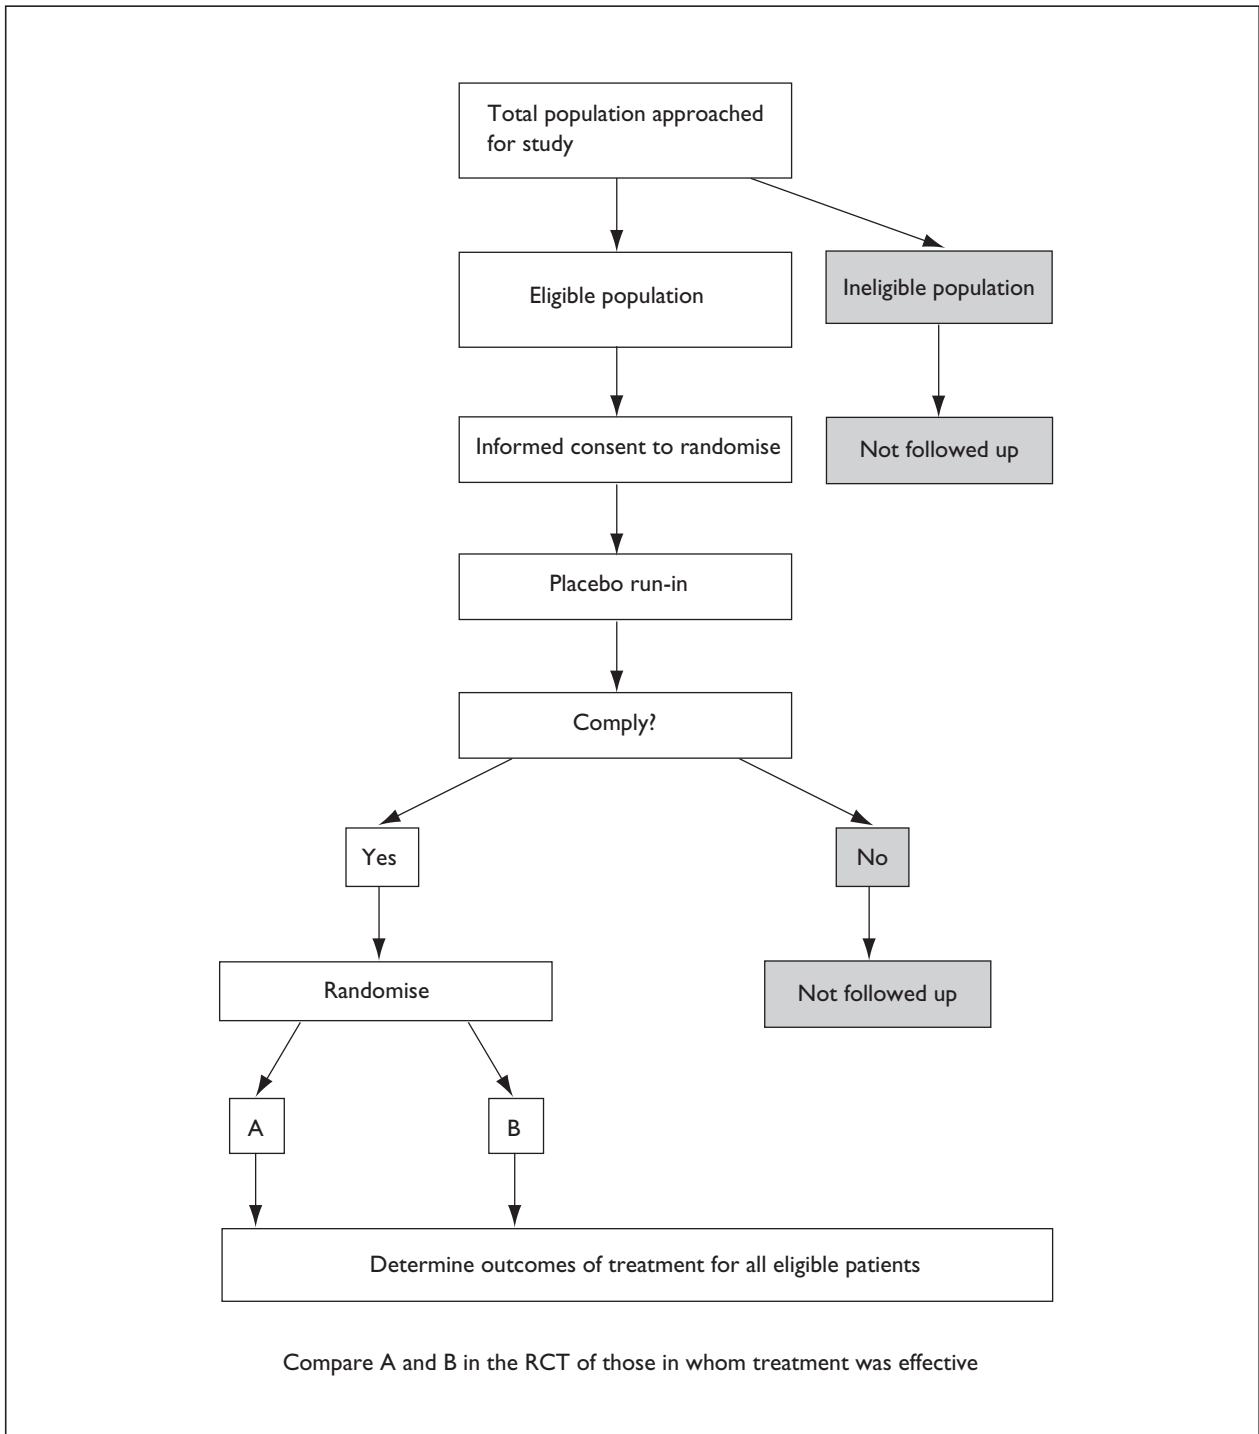 Total population approached
for study
Eligible population
Ineligible population
Informed consent to randomise
Not followed up
Placebo run-in
Comply?
Yes
No
Randomise
Not followed up
A
B
Determine outcomes of treatment for all eligible patients
Compare A and B in the RCT of those in whom treatment was effective